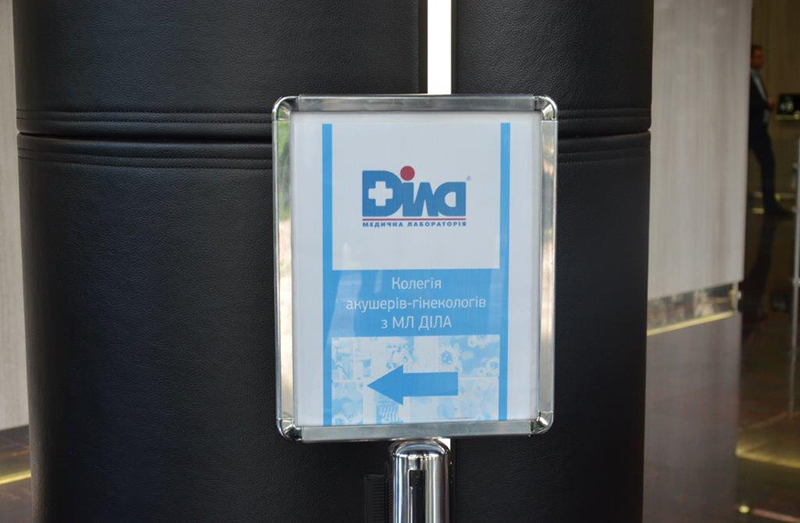 Діла®
МЕДИЧНА ЛАБОРАТОРІЯ
Колегія
акушерів-гінекологів
з МЛ ДІЛА